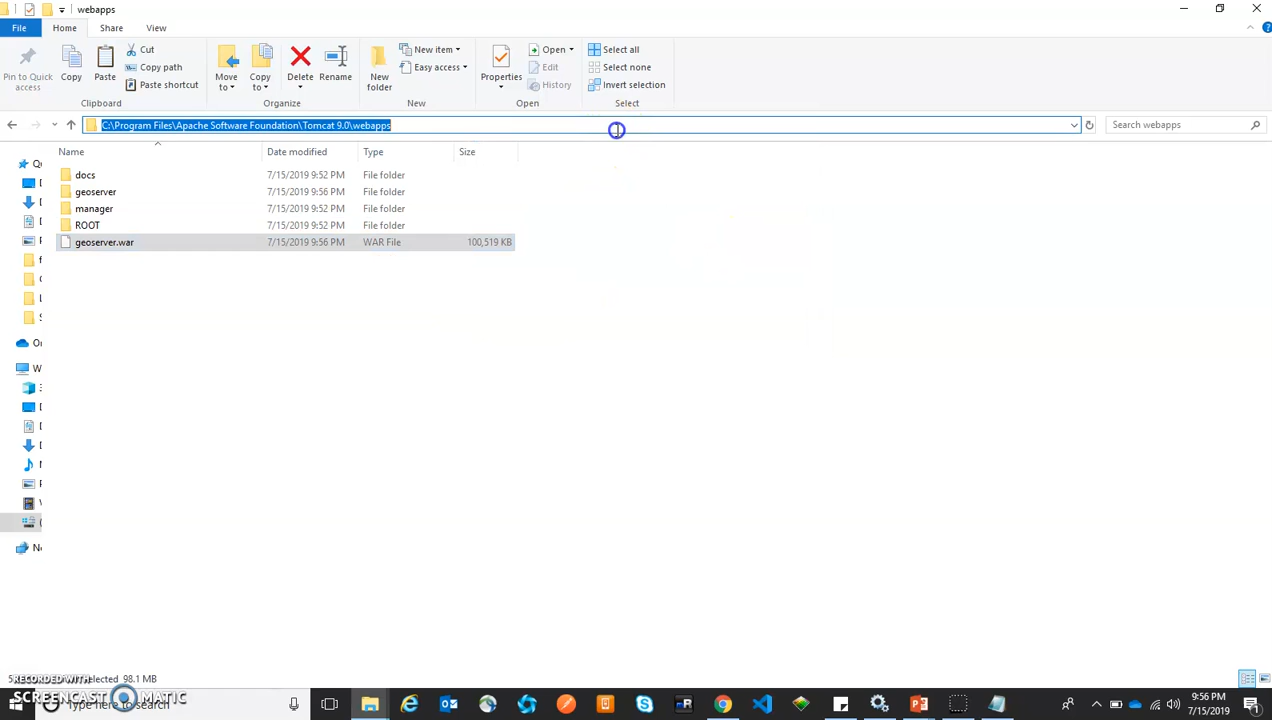 webapps
File Home Share View
Pin to Quick access
Copy
Paste
Cut
Copy path
Paste shortcut
Clipboard
Move to
Copy to
Delete
Rename
Organize
New folder
New item
Easy access
New
Properties
Open
Edit
History
Open
Select all
Select none
Invert selection
Select
C:\Program Files\Apache Software Foundation\Tomcat 9.0\webapps
Search webapps
Name Date modified Type Size
docs 7/15/2019 9:52 PM File folder
geoserver 7/15/2019 9:56 PM File folder
manager 7/15/2019 9:52 PM File folder
ROOT 7/15/2019 9:52 PM File folder
geoserver.war 7/15/2019 9:56 PM WAR File 100,519 KB
selected 98.1 MB
RECORDED WITH
SCREENCAST MATIC
Type here to search
9:56 PM
7/15/2019